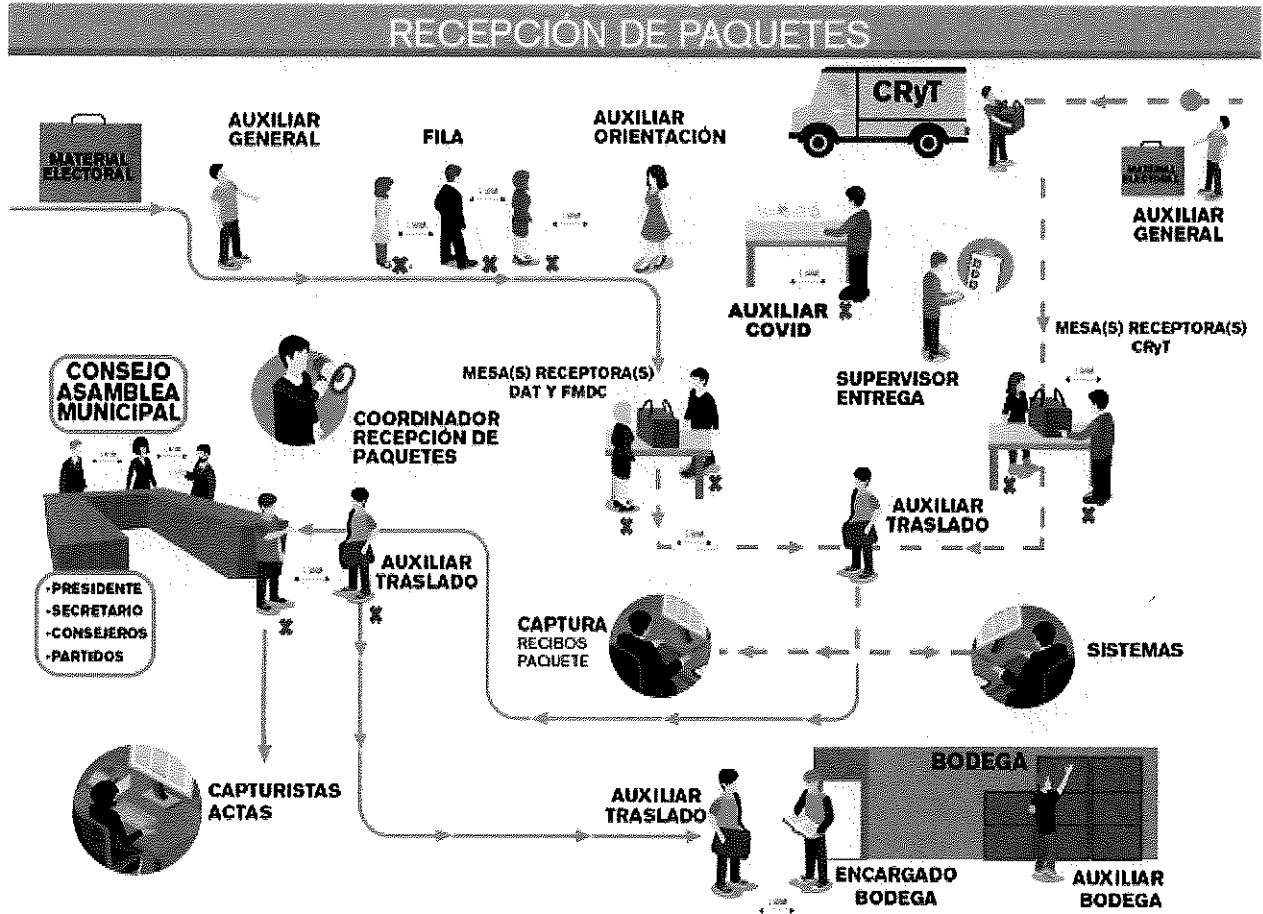 RECEPCIÓN DE PAQUETES
MATERIAL
ELECTORAL
AUXILIAR
GENERAL
FILA
AUXILIAR
ORIENTACIÓN
CRyT
MATERIAL
ELECTORAL
AUXILIAR
GENERAL
AUXILIAR
COVID
SUPERVISOR
ENTREGA
MESA(S) RECEPTORA(S)
CRyT
CONSEJO
ASAMBLEA
MUNICIPAL
COORDINADOR
RECEPCIÓN DE
PAQUETES
MESA(S) RECEPTORA(S)
DAT Y FMDC
-PRESIDENTE
-SECRETARIO
-CONSEJEROS
-PARTIDOS
AUXILIAR
TRASLADO
AUXILIAR
TRASLADO
CAPTURA
RECIBOS
PAQUETE
SISTEMAS
CAPTURISTAS
ACTAS
AUXILIAR
TRASLADO
BODEGA
ENCARGADO
BODEGA
AUXILIAR
BODEGA